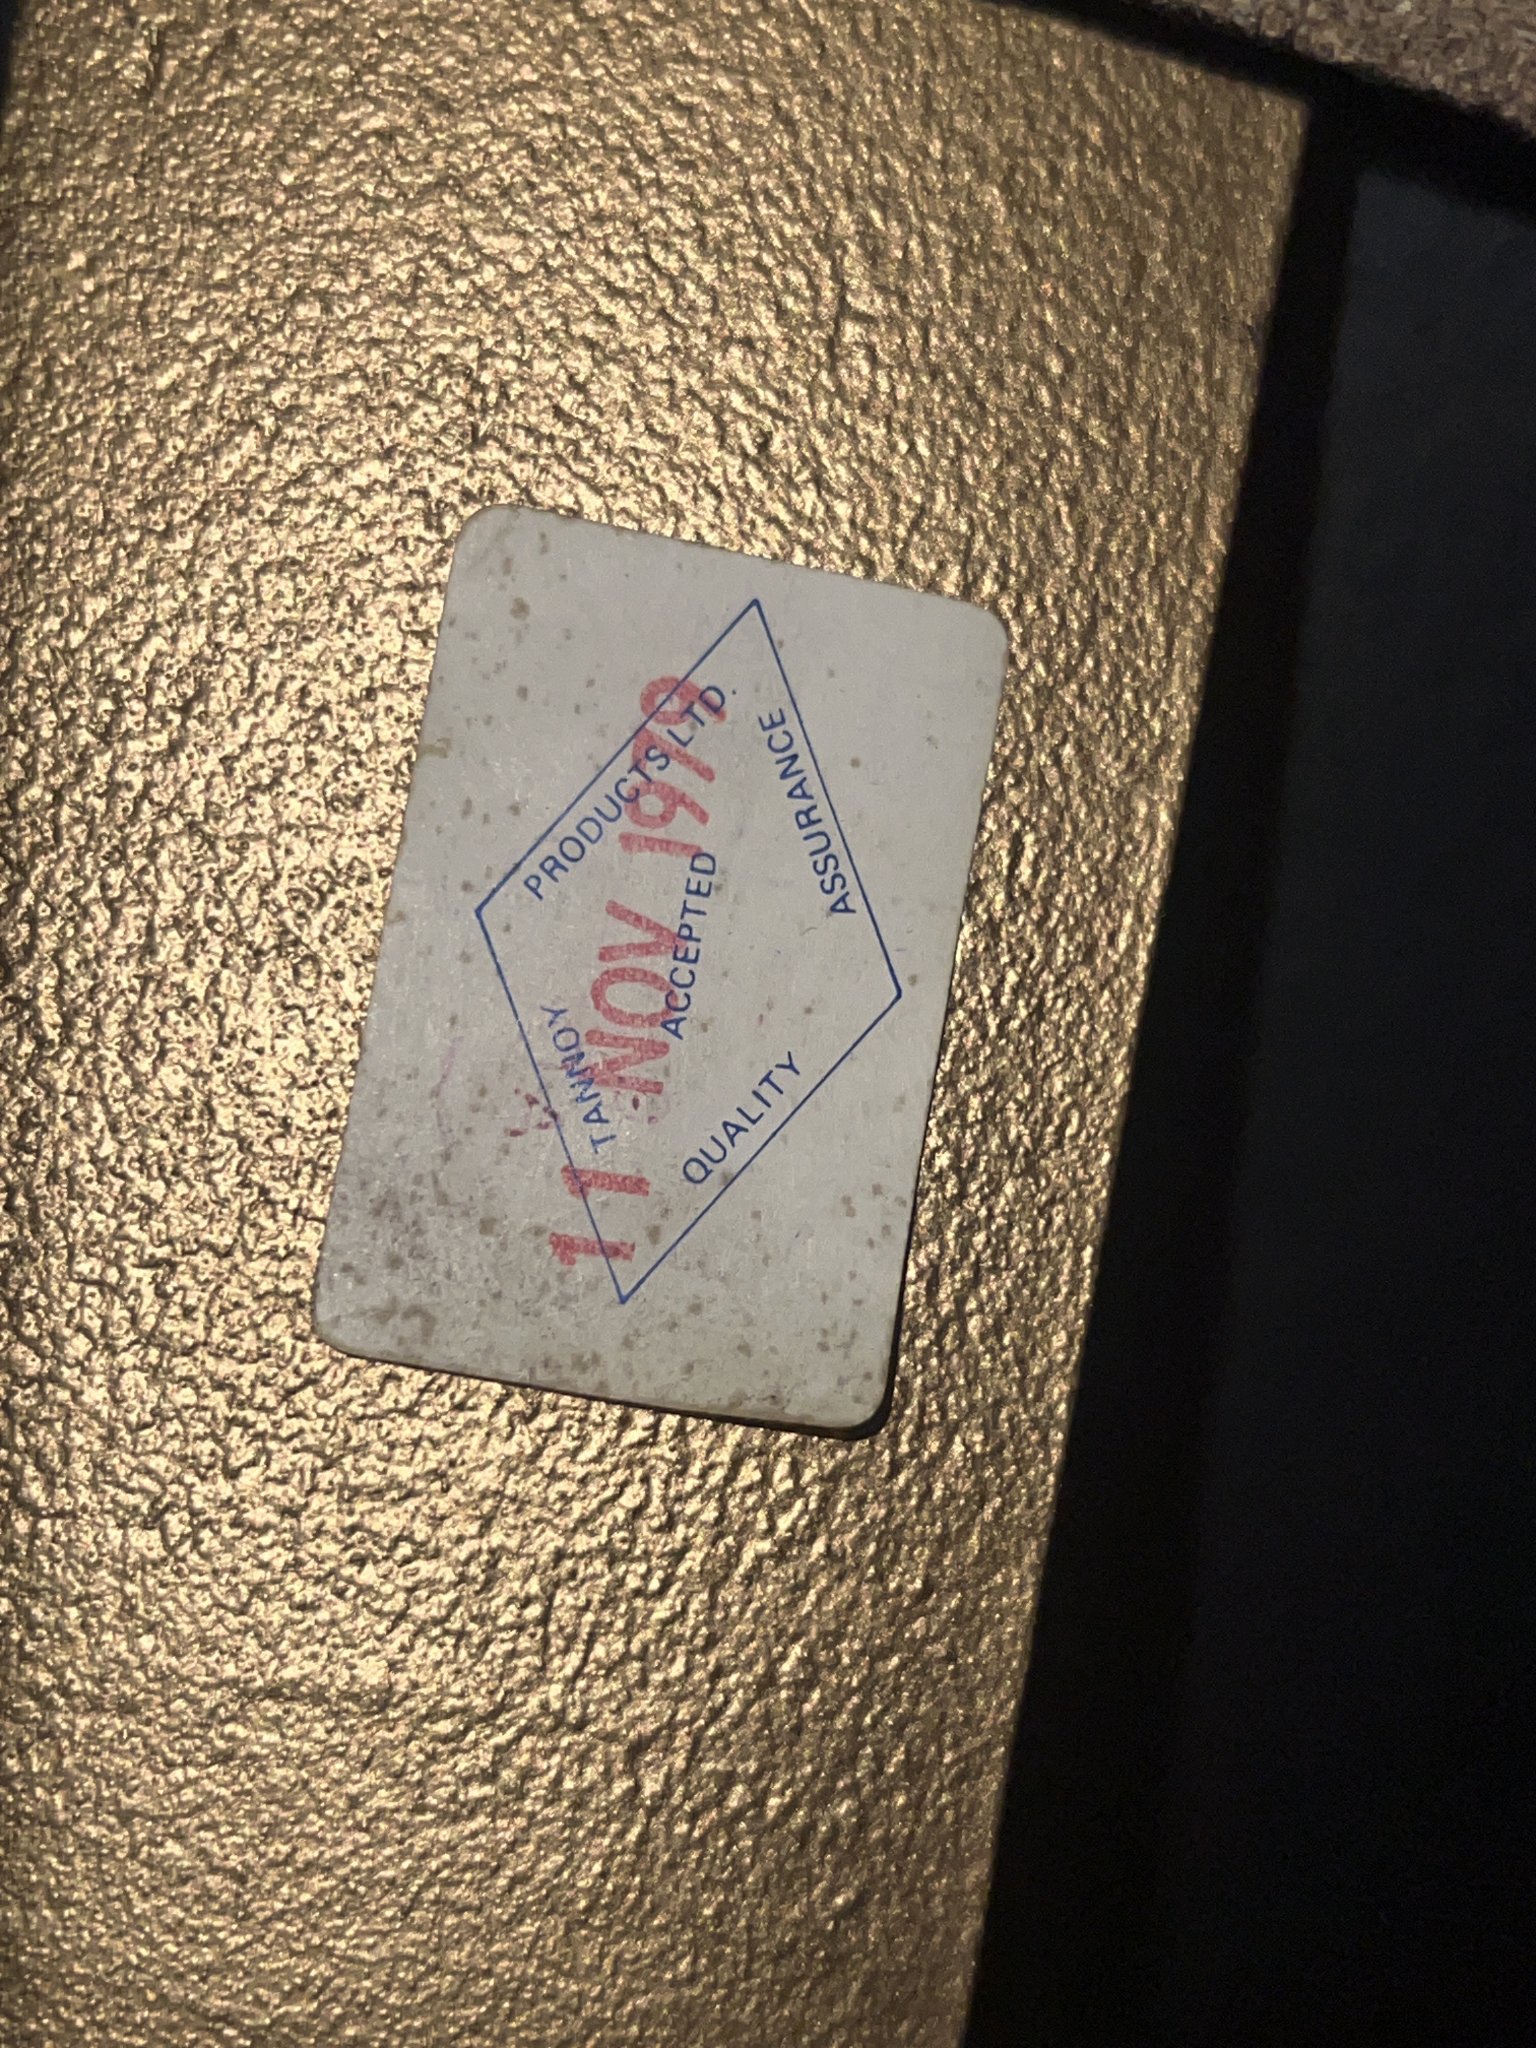 TANNOY PRODUCTS LTD
11 NOV 1979
ACCEPTED
QUALITY ASSURANCE